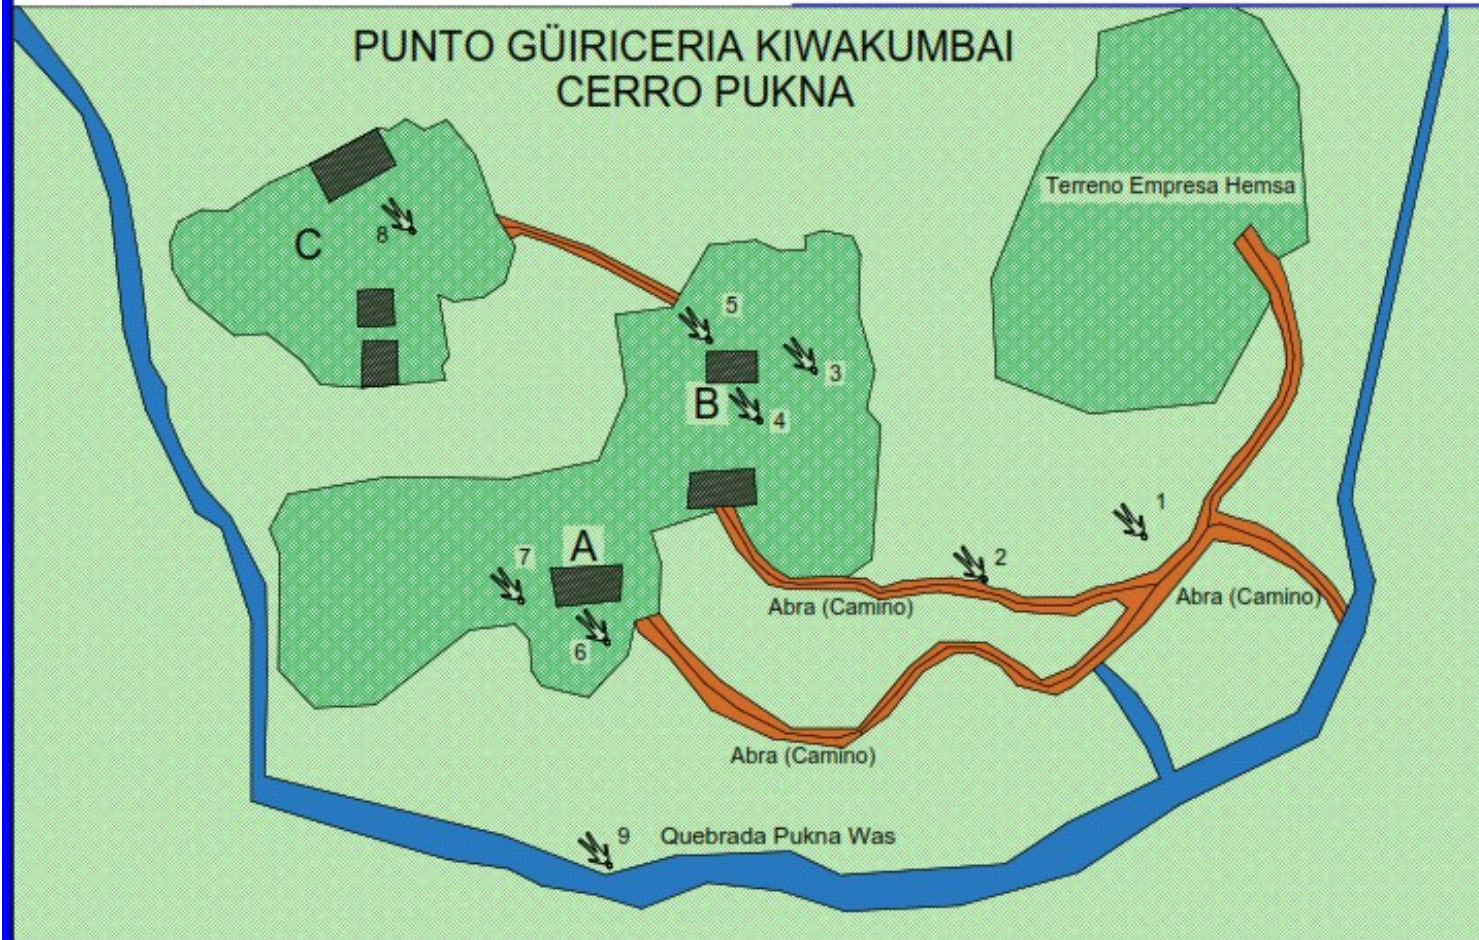 PUNTO GÜIRICERIA KIWAKUMBAI
CERRO PUKNA
Terreno Empresa Hemsa
8
C
5
3
B
4
1
7
A
2
Abra (Camino)
Abra (Camino)
6
Abra (Camino)
9
Quebrada Pukna Was